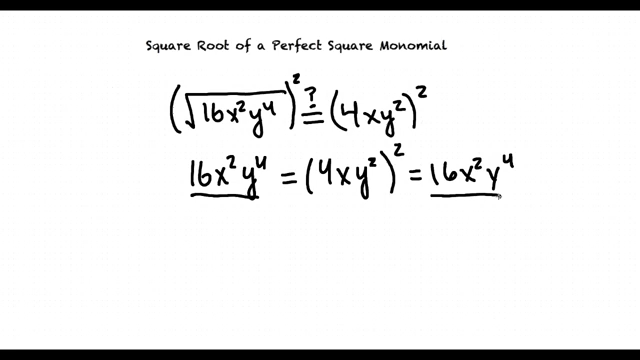 Square Root of a Perfect Square Monomial
(√16x²y⁴)² ≟ (4xy²)²
16x²y⁴ = (4xy²)² = 16x²y⁴